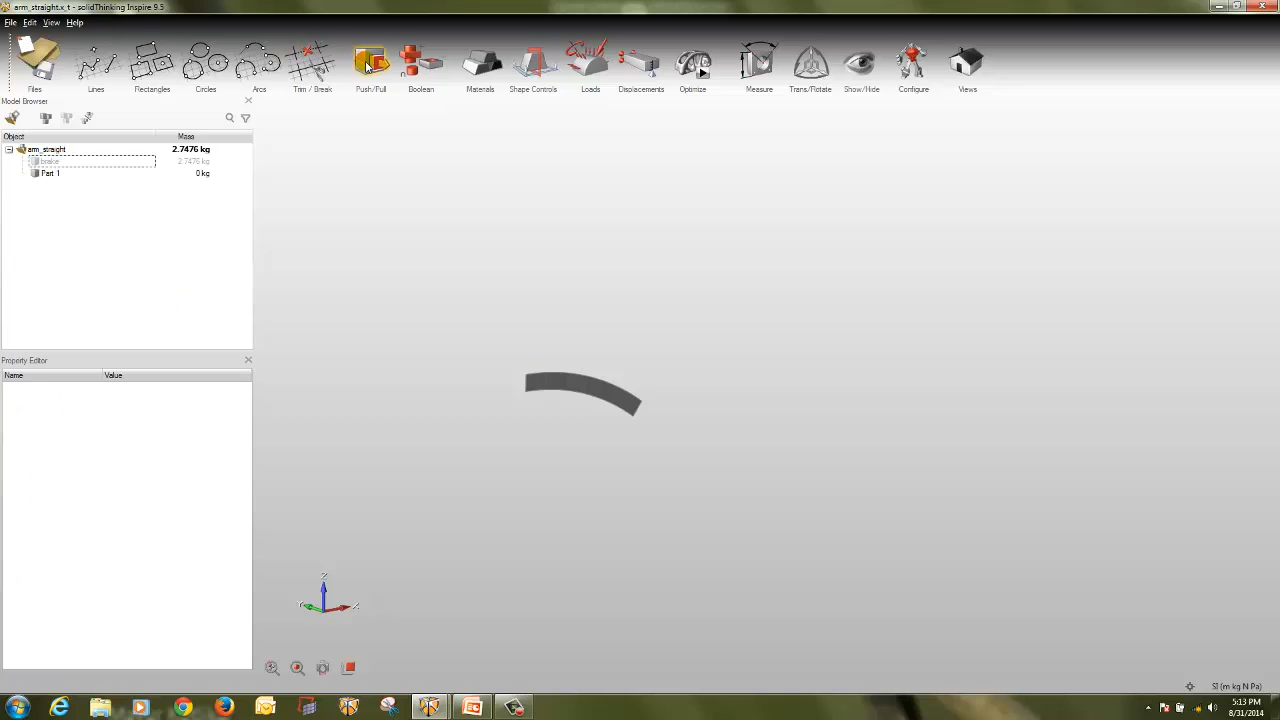 arm_straight.x_t - solidThinking Inspire 9.5
File Edit View Help
Files Lines Rectangles Circles Arcs Trim / Break Push/Pull Boolean Materials Shape Controls Loads Displacements Optimize Measure Trans/Rotate Show/Hide Configure Views
Model Browser
Object Mass
arm_straight 2.7476 kg
brake 2.7476 kg
Part 1 0 kg
Property Editor
Name Value
Z
Y X
SI (m kg N Pa)
5:13 PM
8/31/2014